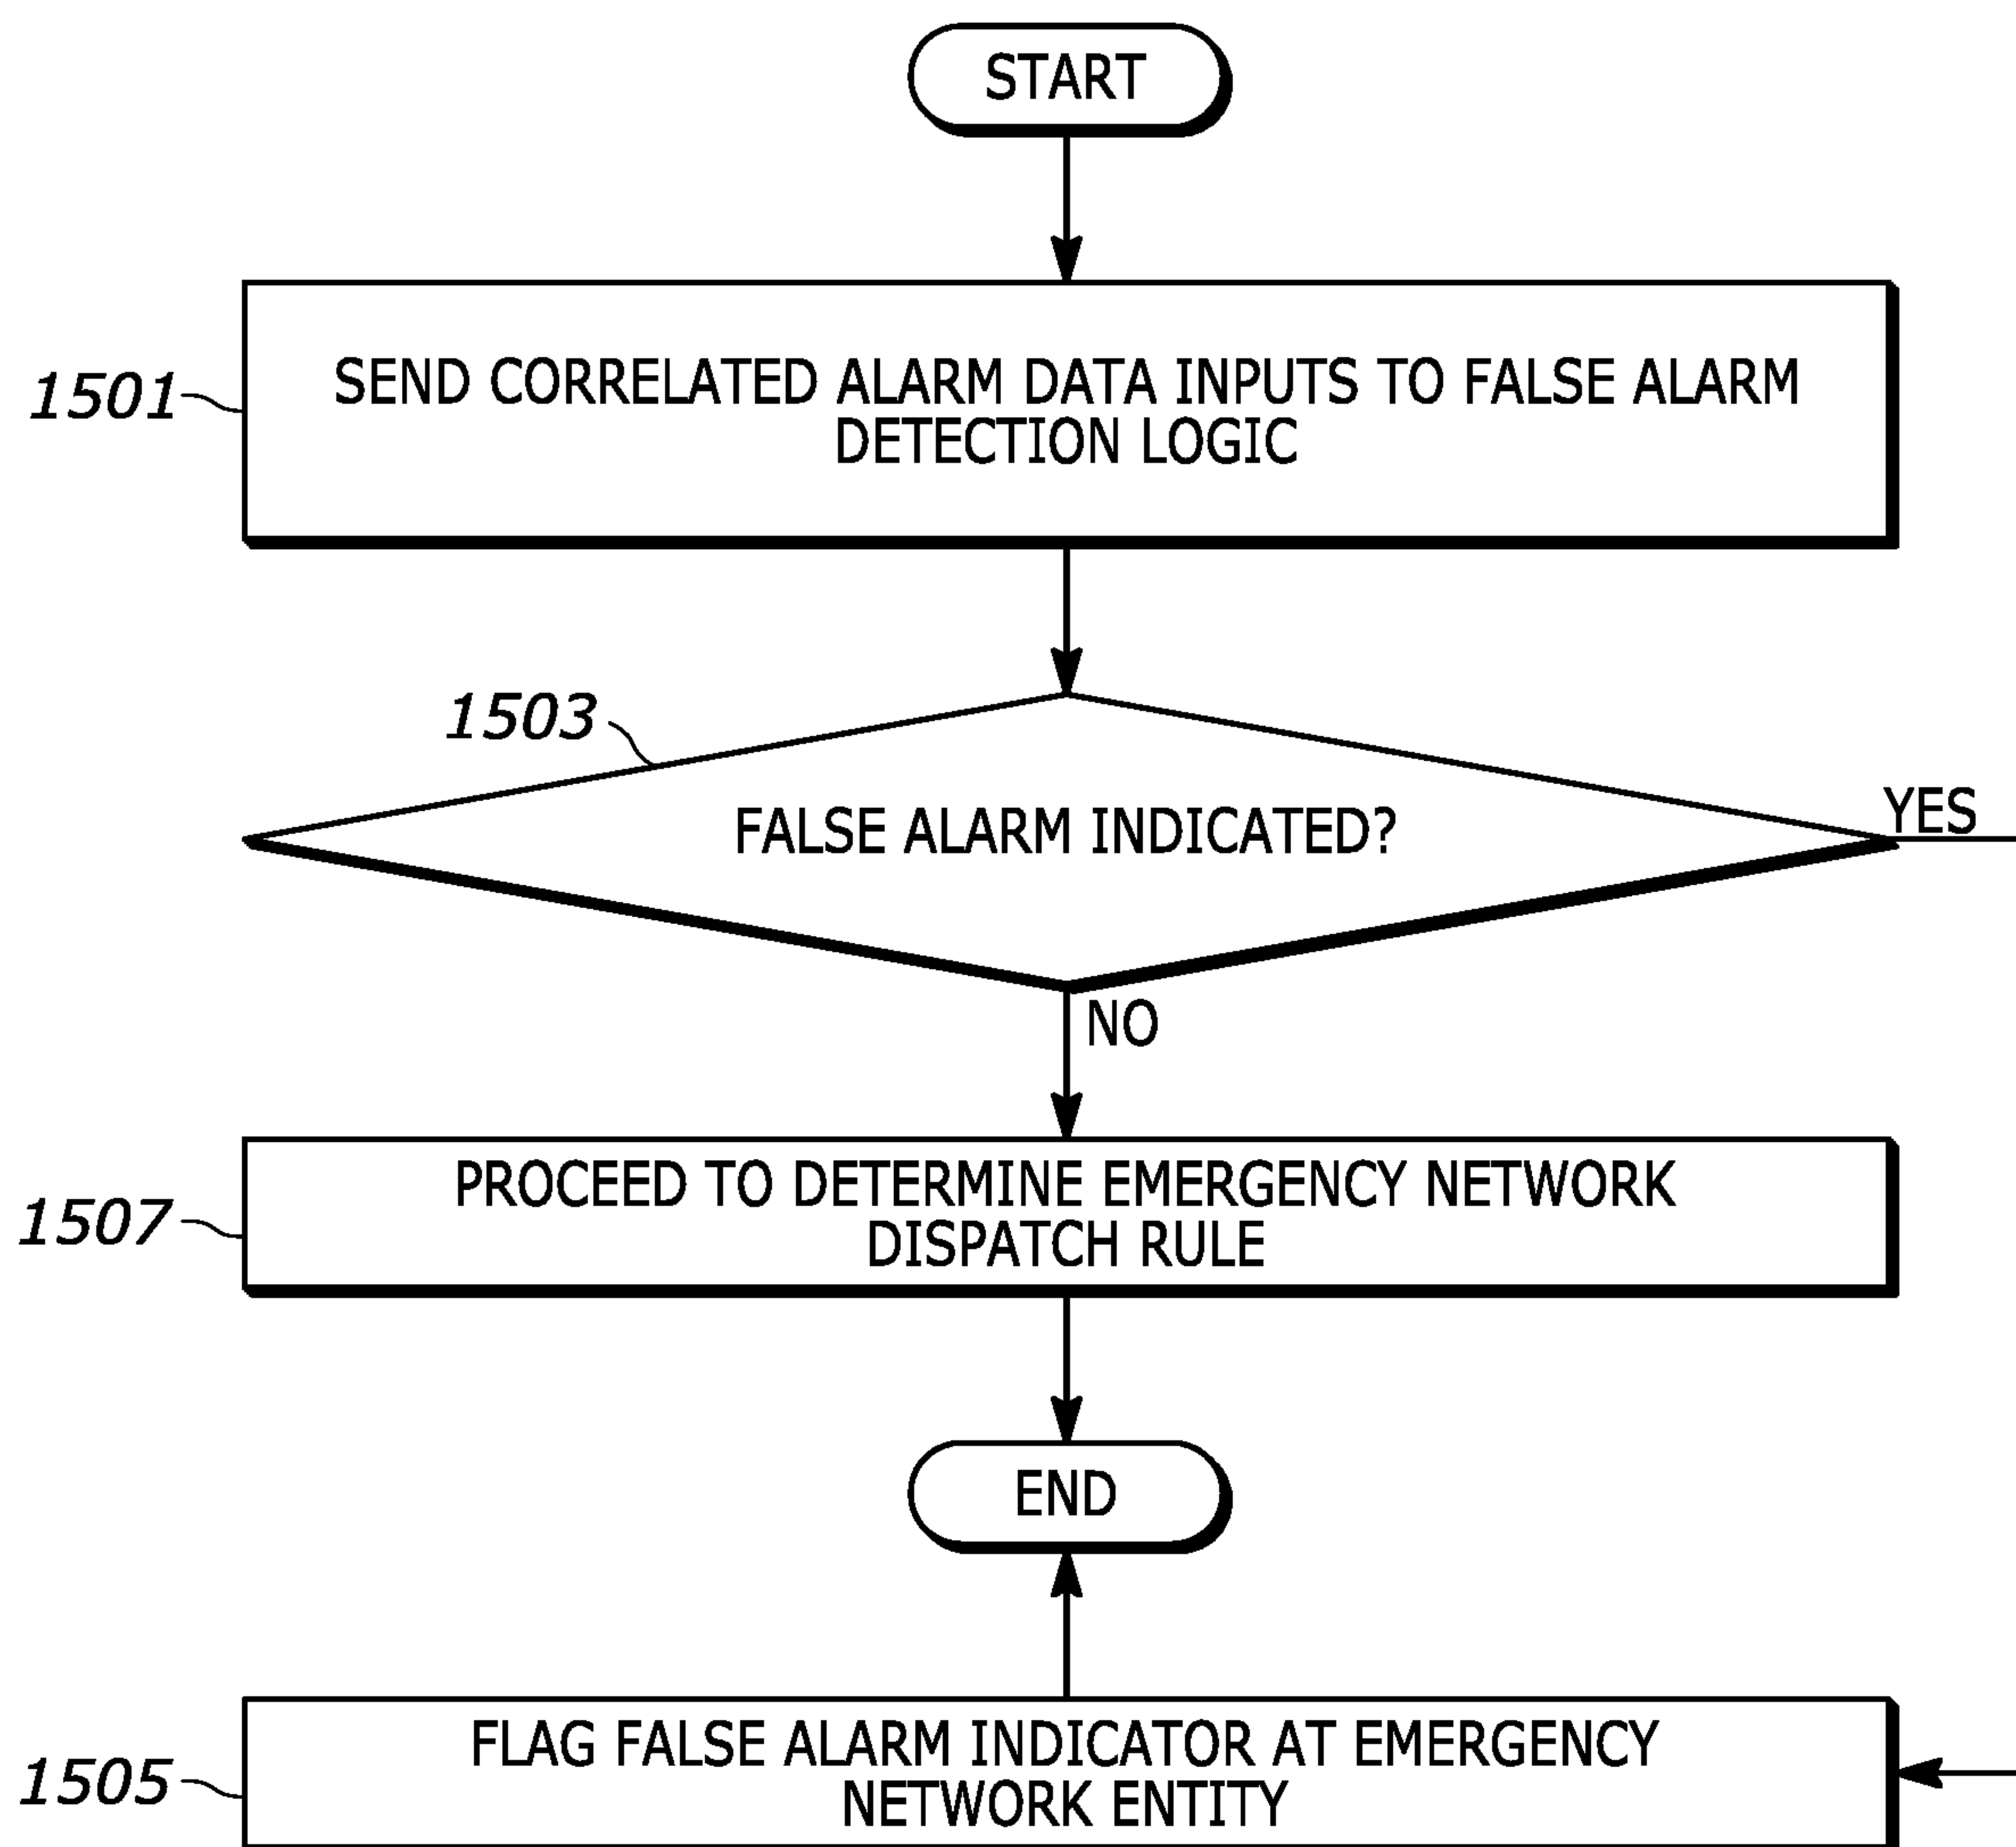 START
1501
SEND CORRELATED ALARM DATA INPUTS TO FALSE ALARM
DETECTION LOGIC
1503
FALSE ALARM INDICATED?
YES
NO
1507
PROCEED TO DETERMINE EMERGENCY NETWORK
DISPATCH RULE
END
1505
FLAG FALSE ALARM INDICATOR AT EMERGENCY
NETWORK ENTITY